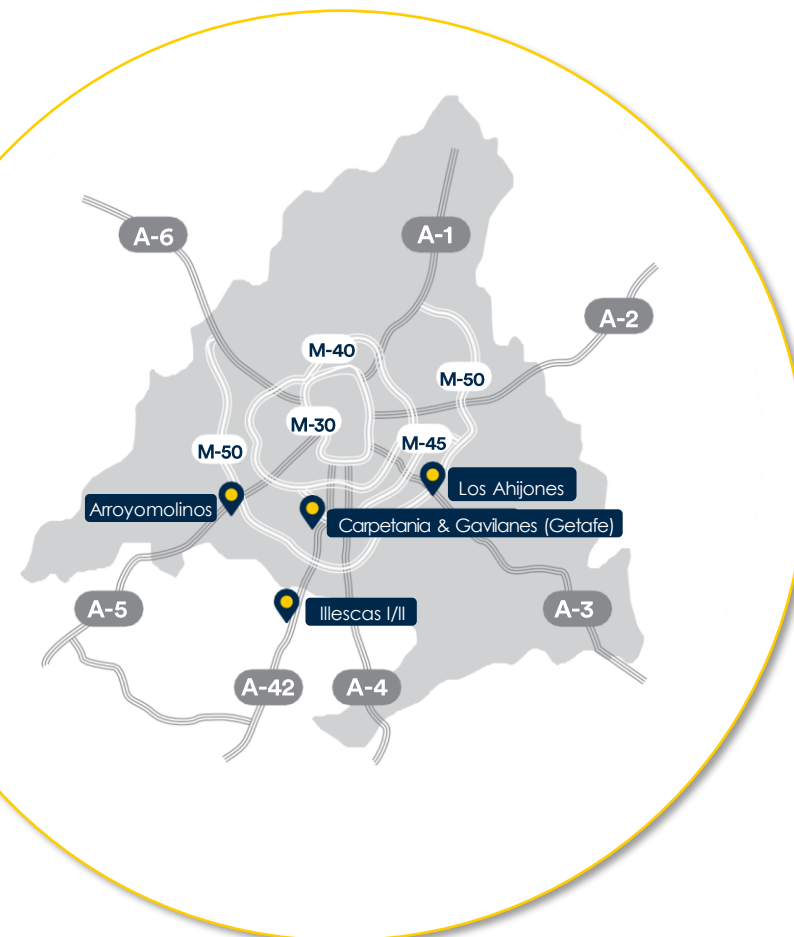 A-6
A-1
A-2
M-40
M-50
M-30
M-45
M-50
Los Ahijones
Arroyomolinos
Carpetania & Gavilanes (Getafe)
Illescas I/II
A-5
A-3
A-42
A-4